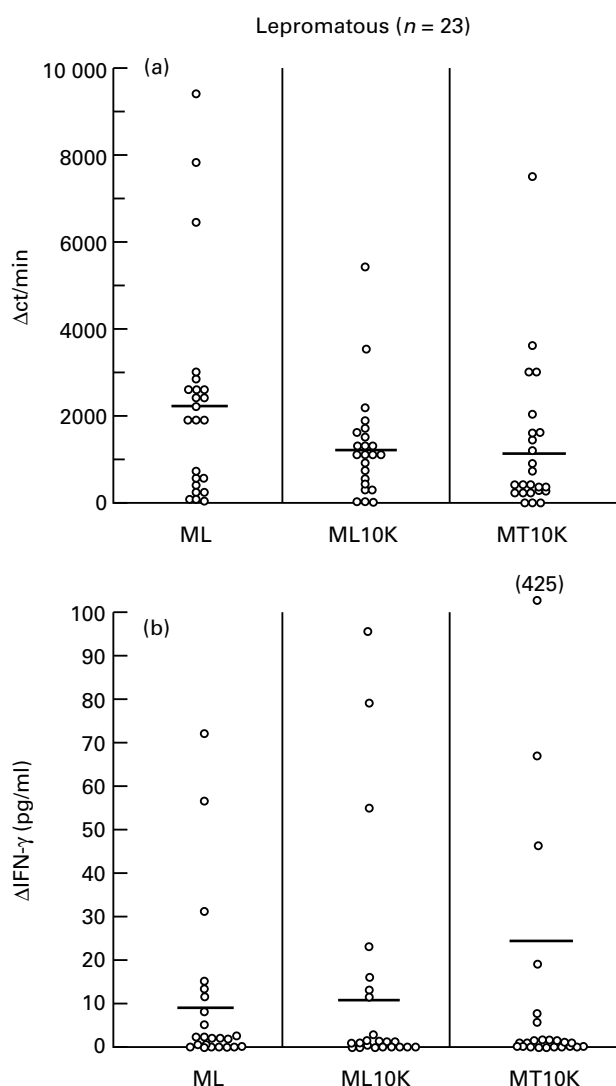 Lepromatous (n = 23)
(a)
10 000
8000
6000
4000
2000
0
Δct/min
ML
ML10K
MT10K
(425)
(b)
100
90
80
70
60
50
40
30
20
10
0
ΔIFN-γ (pg/ml)
ML
ML10K
MT10K